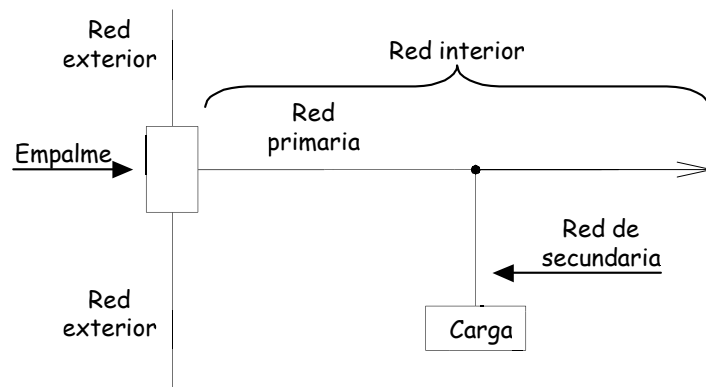 Red
exterior
Red interior
Red
primaria
Empalme
Red de
secundaria
Red
exterior
Carga